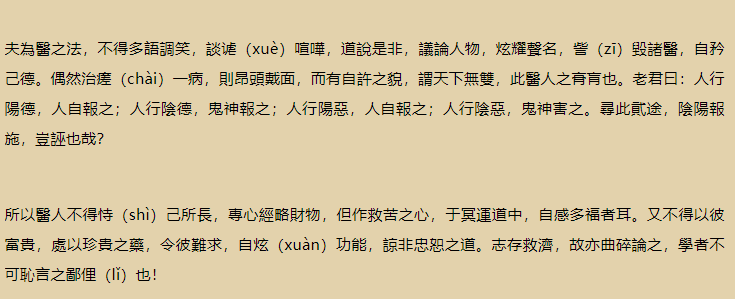 夫為醫之法，不得多語調笑，談謔（xuè）喧嘩，道說是非，議論人物，炫耀聲名，訾（zī）毀諸醫，自矜
己德。偶然治瘥（chài）一病，則昂頭戴面，而有自許之貌，謂天下無雙，此醫人之膏肓也。老君曰：人行
陽德，人自報之；人行陰德，鬼神報之；人行陽惡，人自報之；人行陰惡，鬼神害之。尋此貳途，陰陽報
施，豈誣也哉？
所以醫人不得恃（shì）己所長，專心經略財物，但作救苦之心，于冥運道中，自感多福者耳。又不得以彼
富貴，處以珍貴之藥，令彼難求，自炫（xuàn）功能，諒非忠恕之道。志存救濟，故亦曲碎論之，學者不
可恥言之鄙俚（lǐ）也！